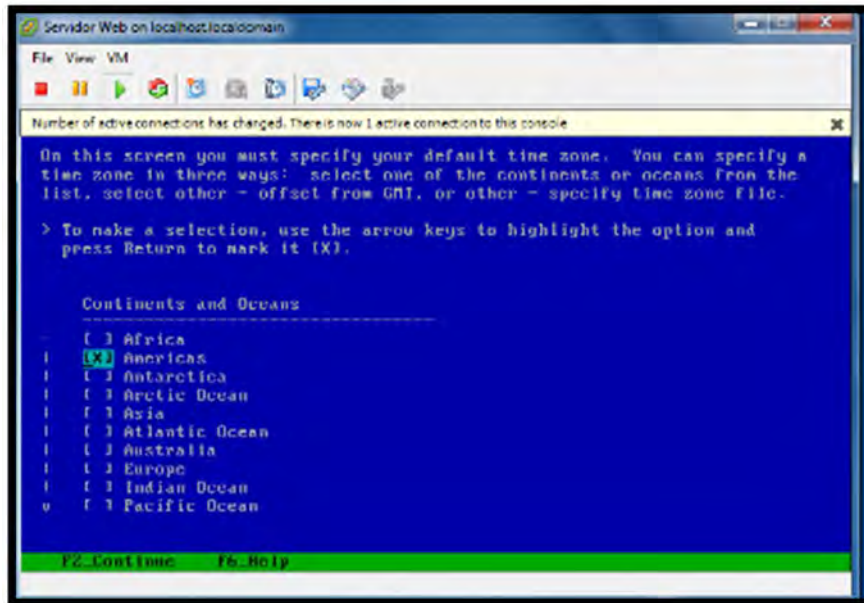 Servidor Web on localhost.localdomain
File View VM
Number of active connections has changed. There is now 1 active connection to this console
On this screen you must specify your default time zone. You can specify a
time zone in three ways: select one of the continents or oceans from the
list, select other - offset from GMT, or other - specify time zone file.
> To make a selection, use the arrow keys to highlight the option and
press Return to mark it [X].
Continents and Oceans
[ ] Africa
[X] Americas
[ ] Antarctica
[ ] Arctic Ocean
[ ] Asia
[ ] Atlantic Ocean
[ ] Australia
[ ] Europe
[ ] Indian Ocean
v [ ] Pacific Ocean
F2_Continue F6_Help